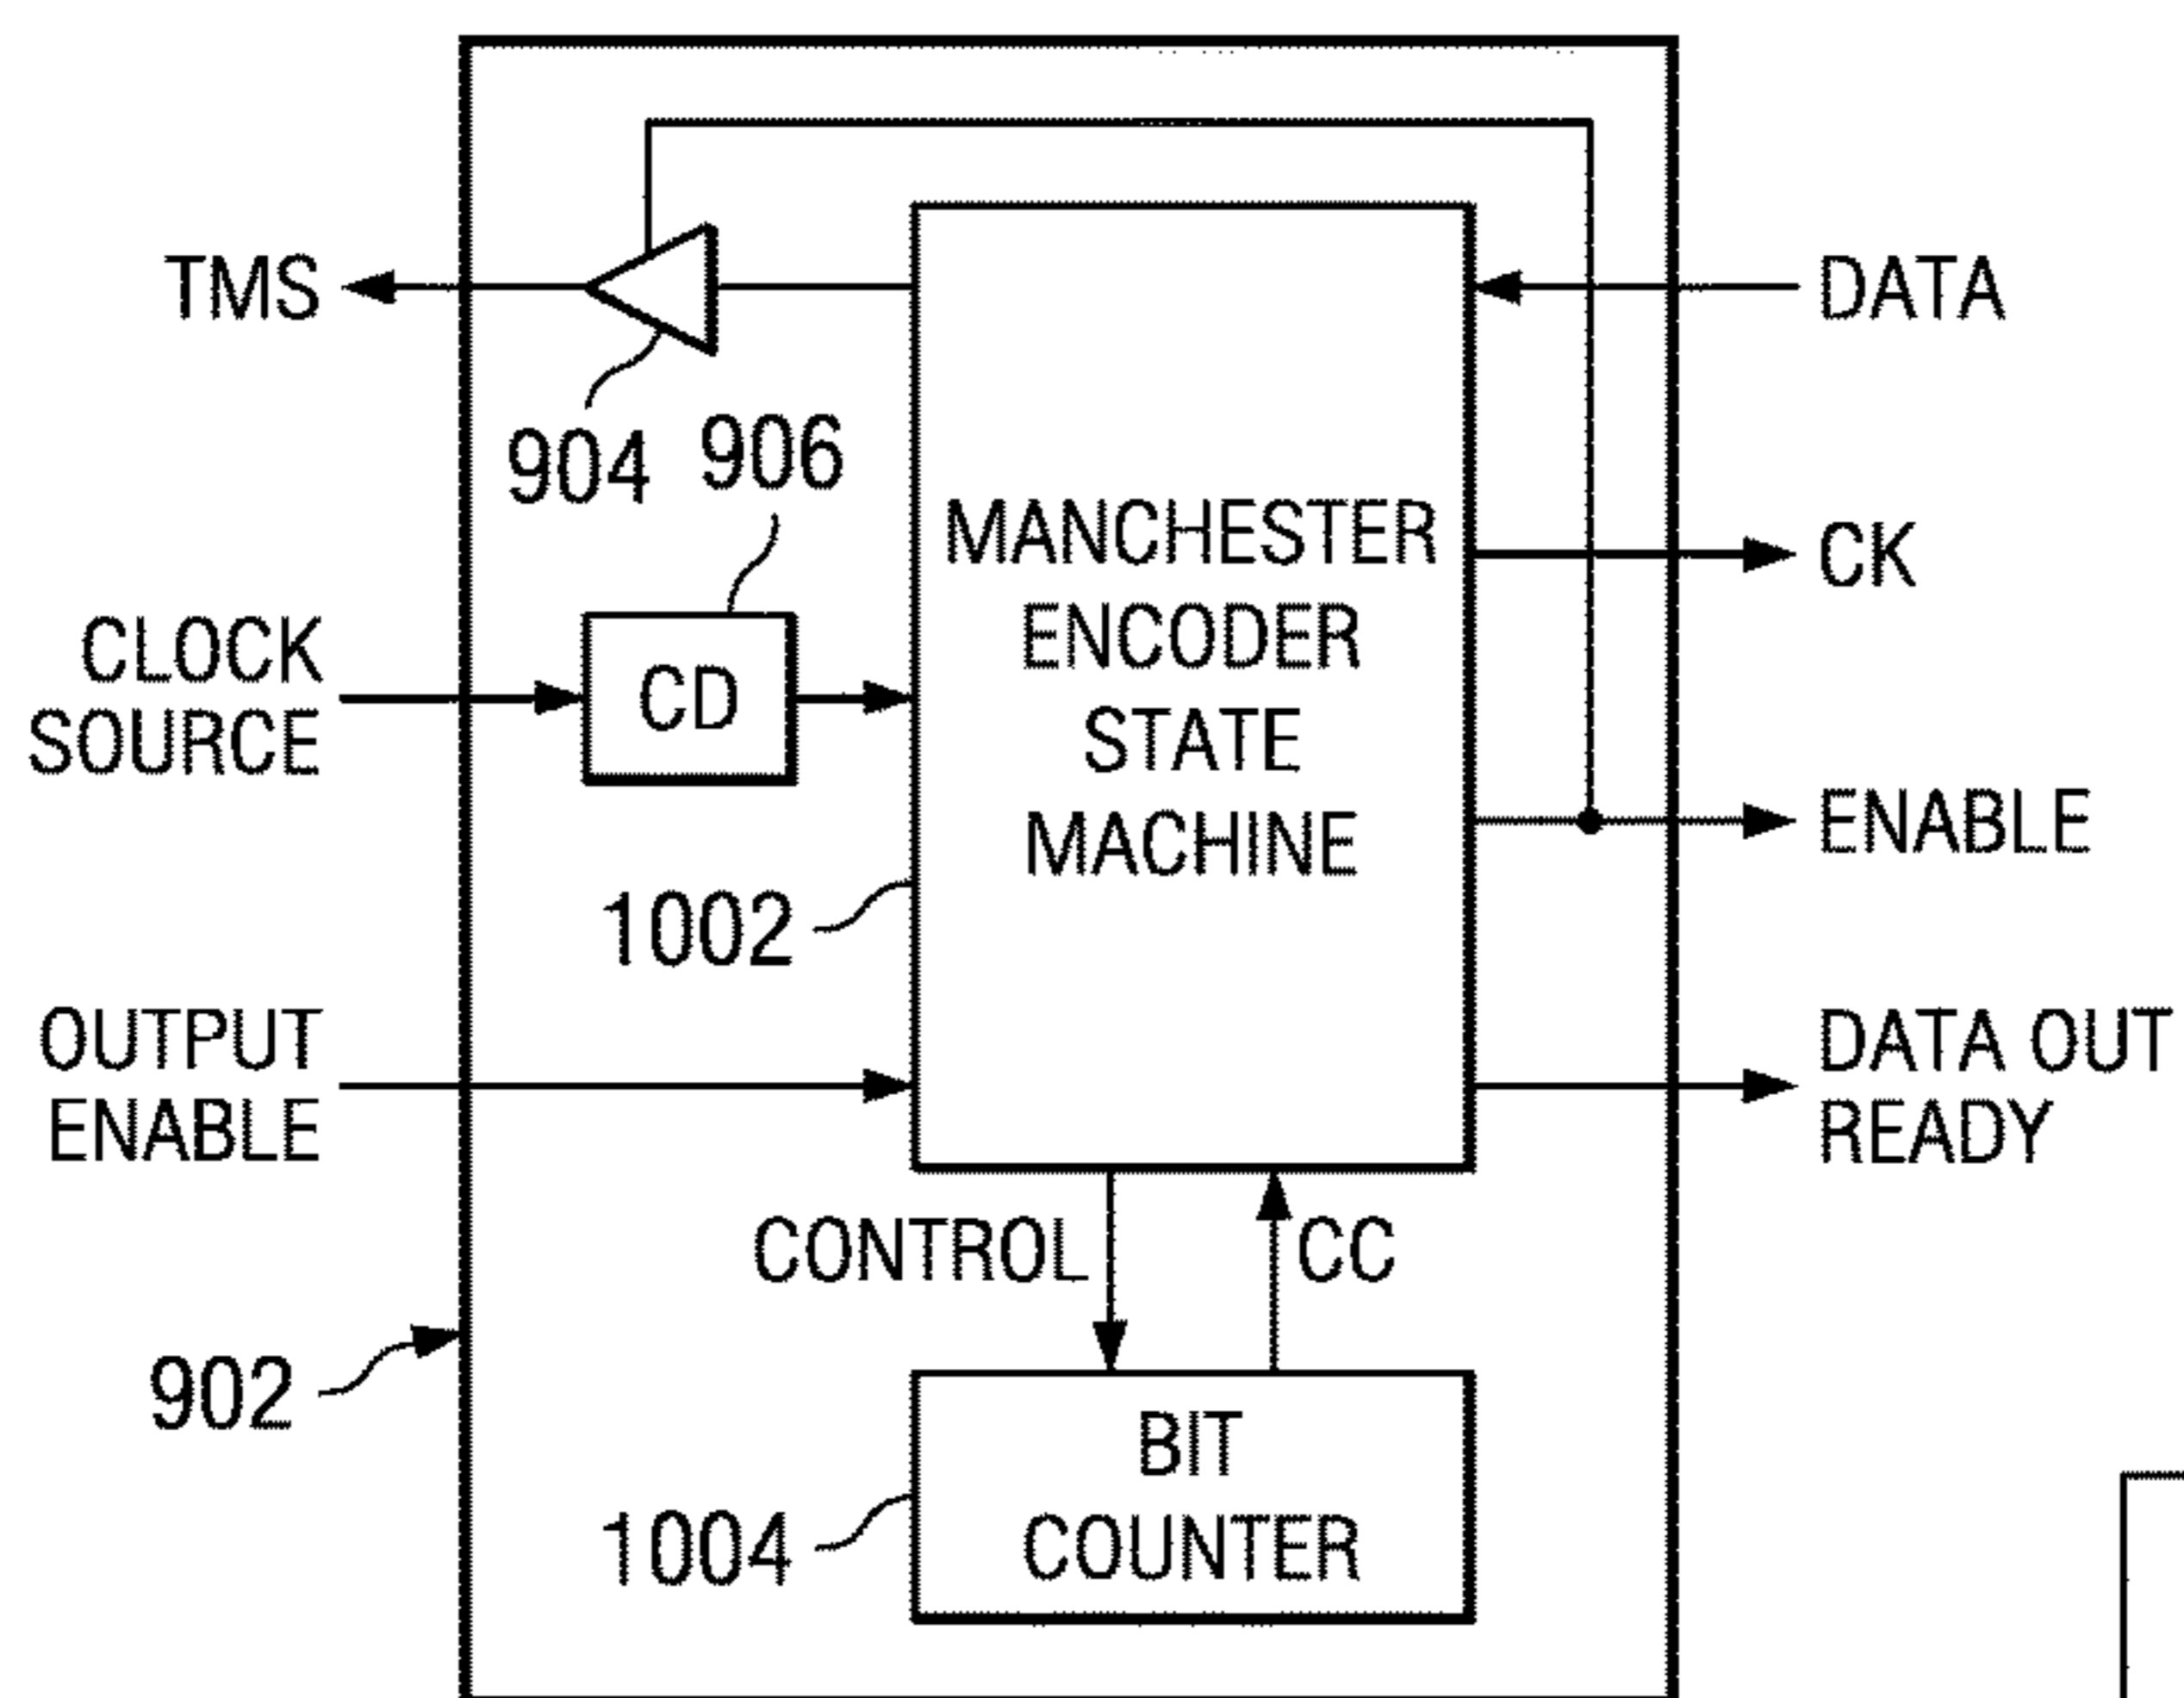 TMS
DATA
904
906
MANCHESTER
ENCODER
STATE
MACHINE
CK
CLOCK
SOURCE
CD
ENABLE
1002
OUTPUT
ENABLE
DATA OUT
READY
CONTROL
CC
902
BIT
COUNTER
1004